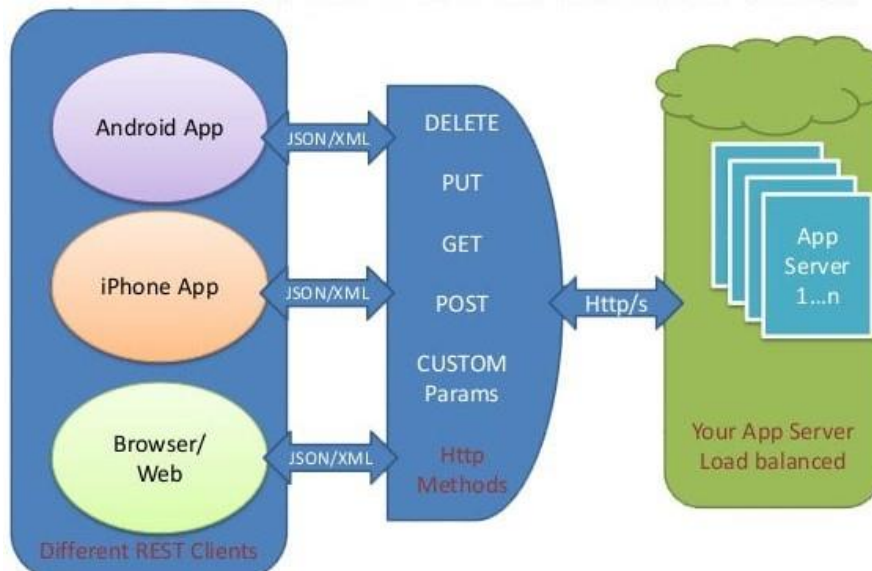 Android App
JSON/XML
iPhone App
JSON/XML
Browser/
Web
JSON/XML
Different REST Clients
DELETE
PUT
GET
POST
CUSTOM
Params
Http
Methods
Http/s
App
Server
1...n
Your App Server
Load balanced